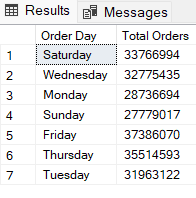 Results Messages
Order Day Total Orders
1 Saturday 33766994
2 Wednesday 32775435
3 Monday 28736694
4 Sunday 27779017
5 Friday 37386070
6 Thursday 35514593
7 Tuesday 31963122